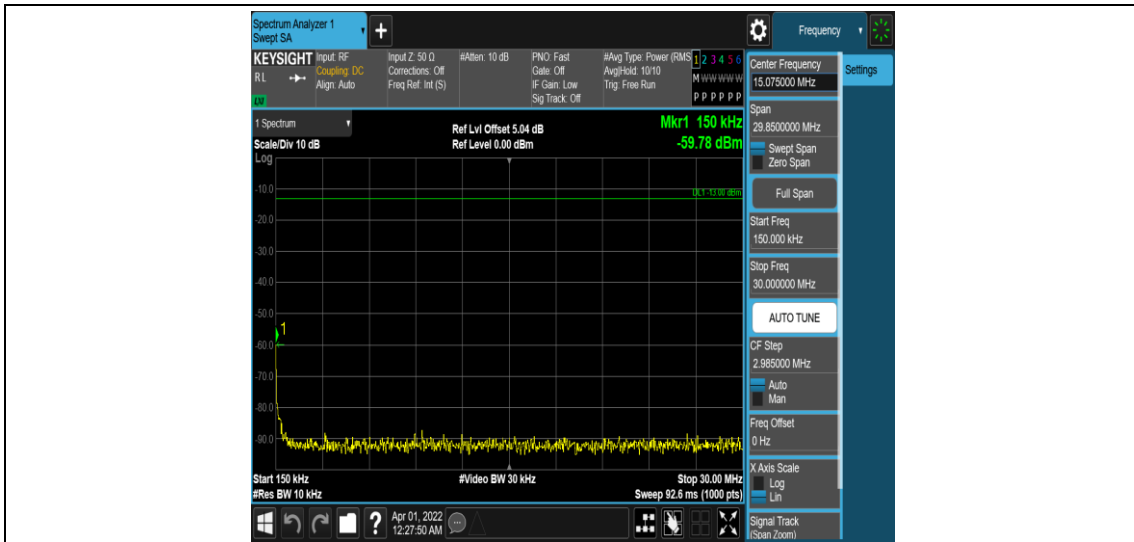 Spectrum Analyzer 1
Swept SA
+
Frequency
KEYSIGHT
RL
LXI
Input: RF
Coupling: DC
Align: Auto
Input Z: 50 Ω
Corrections: Off
Freq Ref: Int (S)
#Atten: 10 dB
PNO: Fast
Gate: Off
IF Gain: Low
Sig Track: Off
#Avg Type: Power (RMS
Avg|Hold: 10/10
Trig: Free Run
1 2 3 4 5 6
M W W W W W
P P P P P P
Center Frequency
15.075000 MHz
Settings
Span
29.8500000 MHz
Swept Span
Zero Span
Full Span
Start Freq
150.000 kHz
Stop Freq
30.000000 MHz
AUTO TUNE
CF Step
2.985000 MHz
Auto
Man
Freq Offset
0 Hz
X Axis Scale
Log
Lin
Signal Track
(Span Zoom)
1 Spectrum
Scale/Div 10 dB
Ref Lvl Offset 5.04 dB
Ref Level 0.00 dBm
Mkr1 150 kHz
-59.78 dBm
Log
DL1 -13.00 dBm
-10.0
-20.0
-30.0
-40.0
-50.0
1
-60.0
-70.0
-80.0
-90.0
Start 150 kHz
#Video BW 30 kHz
Stop 30.00 MHz
#Res BW 10 kHz
Sweep 92.6 ms (1000 pts)
?
Apr 01, 2022
12:27:50 AM